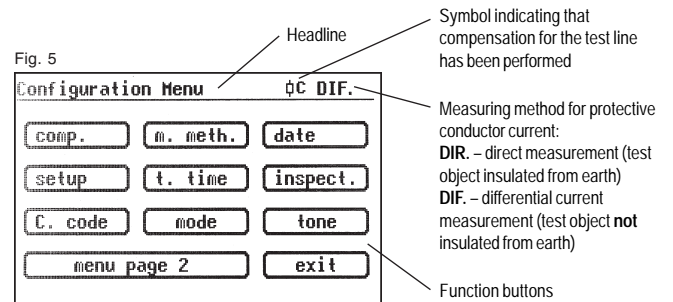 Fig. 5
Headline
Symbol indicating that
compensation for the test line
has been performed
Configuration Menu ϕC DIF.
comp. m. meth. date
setup t. time inspect.
C. code mode tone
menu page 2 exit
Measuring method for protective
conductor current:
DIR. – direct measurement (test
object insulated from earth)
DIF. – differential current
measurement (test object not
insulated from earth)
Function buttons